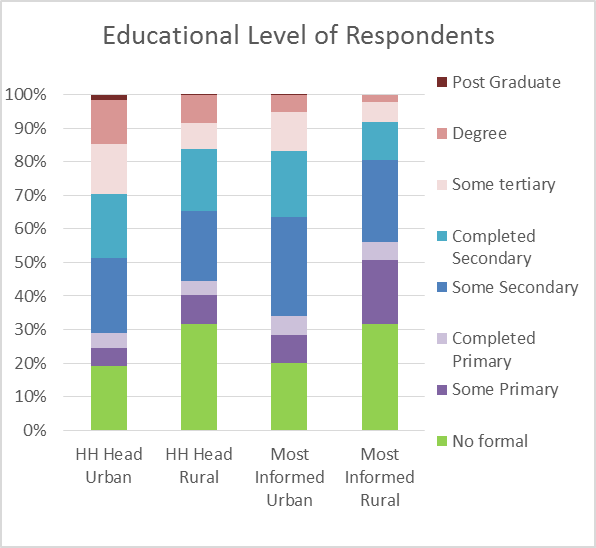 Educational Level of Respondents
100%
90%
80%
70%
60%
50%
40%
30%
20%
10%
0%
HH Head
Urban
HH Head
Rural
Most
Informed
Urban
Most
Informed
Rural
Post Graduate
Degree
Some tertiary
Completed
Secondary
Some Secondary
Completed
Primary
Some Primary
No formal